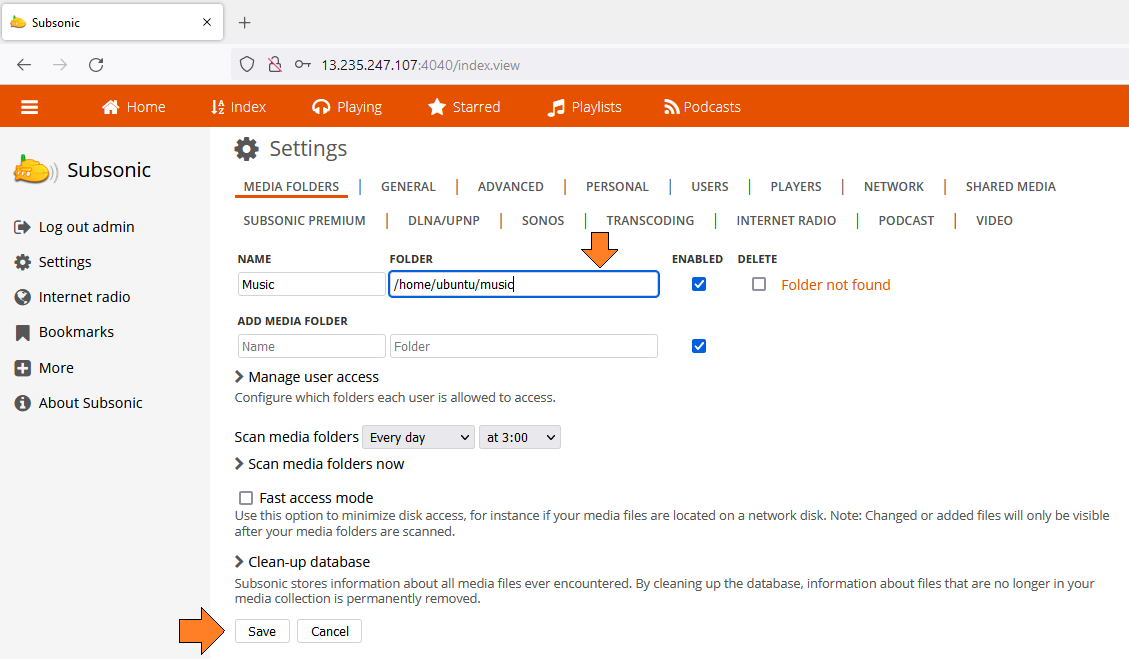 Subsonic
13.235.247.107:4040/index.view
Home Index Playing Starred Playlists Podcasts
Subsonic
Log out admin
Settings
Internet radio
Bookmarks
More
About Subsonic
Settings
MEDIA FOLDERS | GENERAL | ADVANCED | PERSONAL | USERS | PLAYERS | NETWORK | SHARED MEDIA
SUBSONIC PREMIUM | DLNA/UPNP | SONOS | TRANSCODING | INTERNET RADIO | PODCAST | VIDEO
NAME FOLDER ENABLED DELETE
Music /home/ubuntu/music Folder not found
ADD MEDIA FOLDER
Name Folder
Manage user access
Configure which folders each user is allowed to access.
Scan media folders Every day at 3:00
Scan media folders now
Fast access mode
Use this option to minimize disk access, for instance if your media files are located on a network disk. Note: Changed or added files will only be visible
after your media folders are scanned.
Clean-up database
Subsonic stores information about all media files ever encountered. By cleaning up the database, information about files that are no longer in your
media collection is permanently removed.
Save Cancel